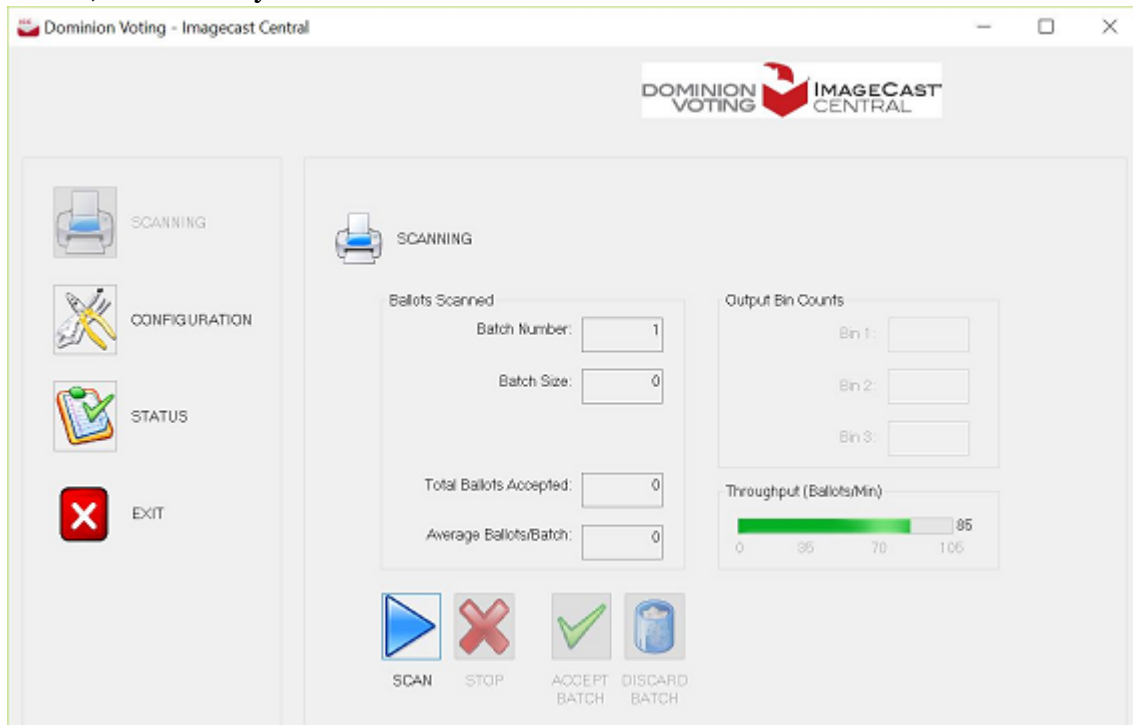 Dominion Voting - Imagecast Central
DOMINION VOTING IMAGECAST CENTRAL
SCANNING
CONFIGURATION
STATUS
EXIT
SCANNING
Ballots Scanned
Batch Number: 1
Batch Size: 0
Total Ballots Accepted: 0
Average Ballots/Batch: 0
Output Bin Counts
Bin 1:
Bin 2:
Bin 3:
Throughput (Ballots/Min)
85
0 35 70 105
SCAN STOP ACCEPT BATCH DISCARD BATCH